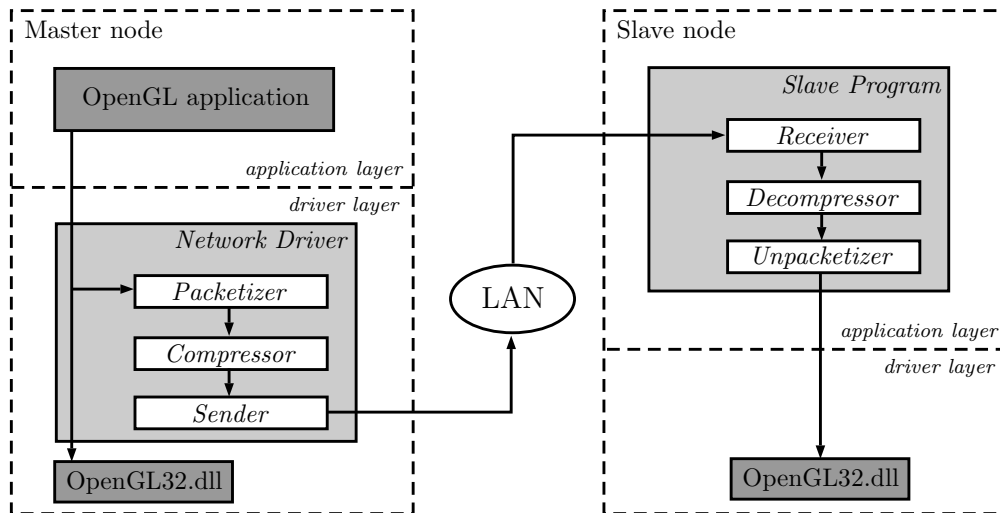 Master node
OpenGL application
application layer
driver layer
Network Driver
Packetizer
Compressor
Sender
OpenGL32.dll
LAN
Slave node
Slave Program
Receiver
Decompressor
Unpacketizer
application layer
driver layer
OpenGL32.dll